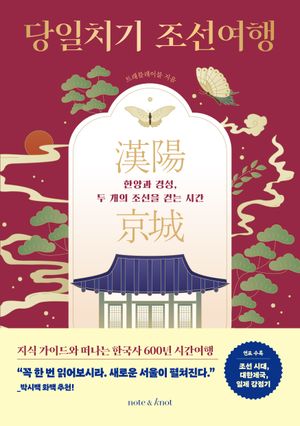 당일치기 조선여행
트래블레이블 지음
漢陽
한양과 경성,
두 개의 조선을 걷는 시간
京城
지식 가이드와 떠나는 한국사 600년 시간여행
“꼭 한 번 읽어보시라. 새로운 서울이 펼쳐진다.”
_박시백 화백 추천!
연표 수록
조선 시대,
대한제국,
일제 강점기
note & knot